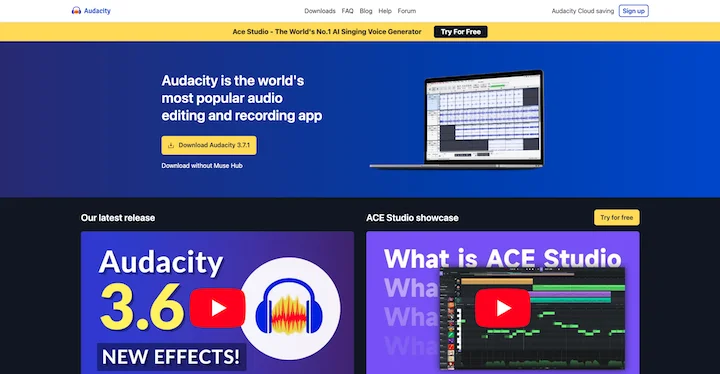 Audacity
Downloads FAQ Blog Help Forum
Audacity Cloud saving Sign up
Ace Studio - The World's No.1 AI Singing Voice Generator Try For Free
Audacity is the world's
most popular audio
editing and recording app
Download Audacity 3.7.1
Download without Muse Hub
Our latest release
Audacity
3.6
NEW EFFECTS!
ACE Studio showcase Try for free
What is ACE Studio
Wha
Wha
Wha